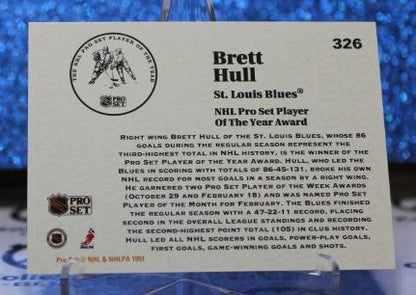 THE NHL PRO SET PLAYER OF THE YEAR
PRO SET
326
Brett
Hull
St. Louis Blues®
NHL Pro Set Player
Of The Year Award
RIGHT WING BRETT HULL OF THE ST. LOUIS BLUES, WHOSE 86
GOALS DURING THE REGULAR SEASON REPRESENT THE
THIRD-HIGHEST TOTAL IN NHL HISTORY, IS THE WINNER OF THE
PRO SET PLAYER OF THE YEAR AWARD. HULL, WHO LED THE
BLUES IN SCORING WITH TOTALS OF 86-45-131, BROKE HIS OWN
NHL RECORD FOR MOST GOALS IN A SEASON BY A RIGHT WING.
HE GARNERED TWO PRO SET PLAYER OF THE WEEK AWARDS
(OCTOBER 29 AND FEBRUARY 18) AND WAS NAMED PRO SET
PLAYER OF THE MONTH FOR FEBRUARY. THE BLUES FINISHED
THE REGULAR SEASON WITH A 47-22-11 RECORD, PLACING
SECOND IN THE OVERALL LEAGUE STANDINGS AND RECORDING
THE SECOND-HIGHEST POINT TOTAL (105) IN CLUB HISTORY.
HULL LED ALL NHL SCORERS IN GOALS, POWER-PLAY GOALS,
FIRST GOALS, GAME-WINNING GOALS AND SHOTS.
PRO
SET
Pro Set © NHL & NHLPA 1991